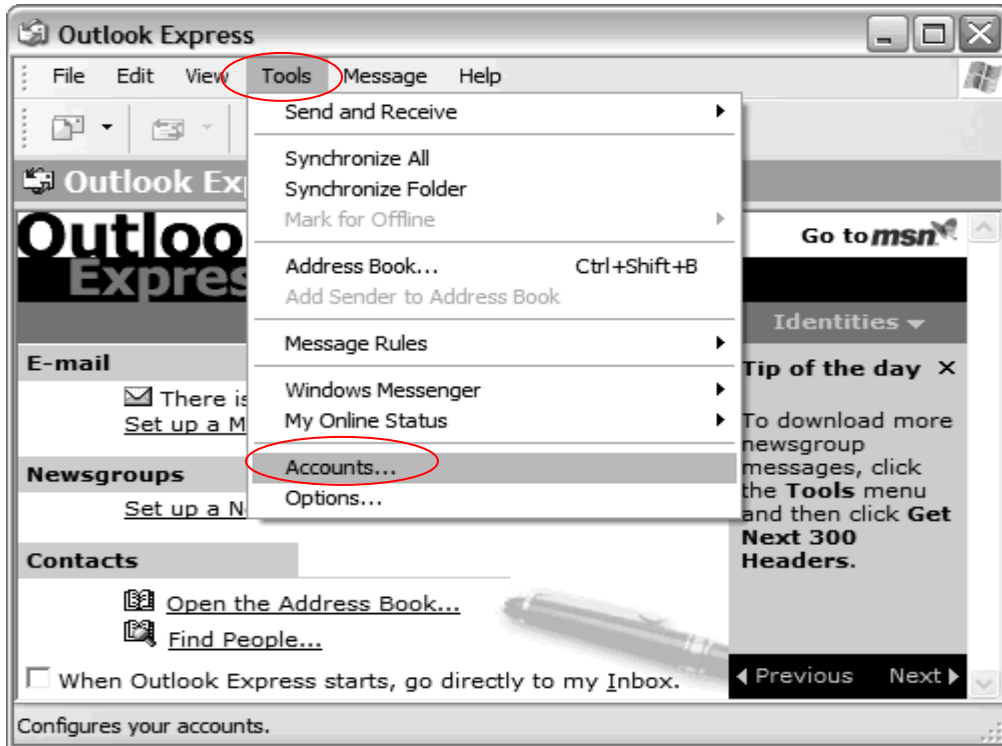 Outlook Express
File Edit View Tools Message Help
Send and Receive
Synchronize All
Synchronize Folder
Mark for Offline
Address Book... Ctrl+Shift+B
Add Sender to Address Book
Message Rules
Windows Messenger
My Online Status
Accounts...
Options...
Outlook Ex
Outloo
Expres
Go to msn
Identities
E-mail
There is
Set up a M
Newsgroups
Set up a N
Contacts
Open the Address Book...
Find People...
When Outlook Express starts, go directly to my Inbox.
Tip of the day
To download more
newsgroup
messages, click
the Tools menu
and then click Get
Next 300
Headers.
Previous Next
Configures your accounts.